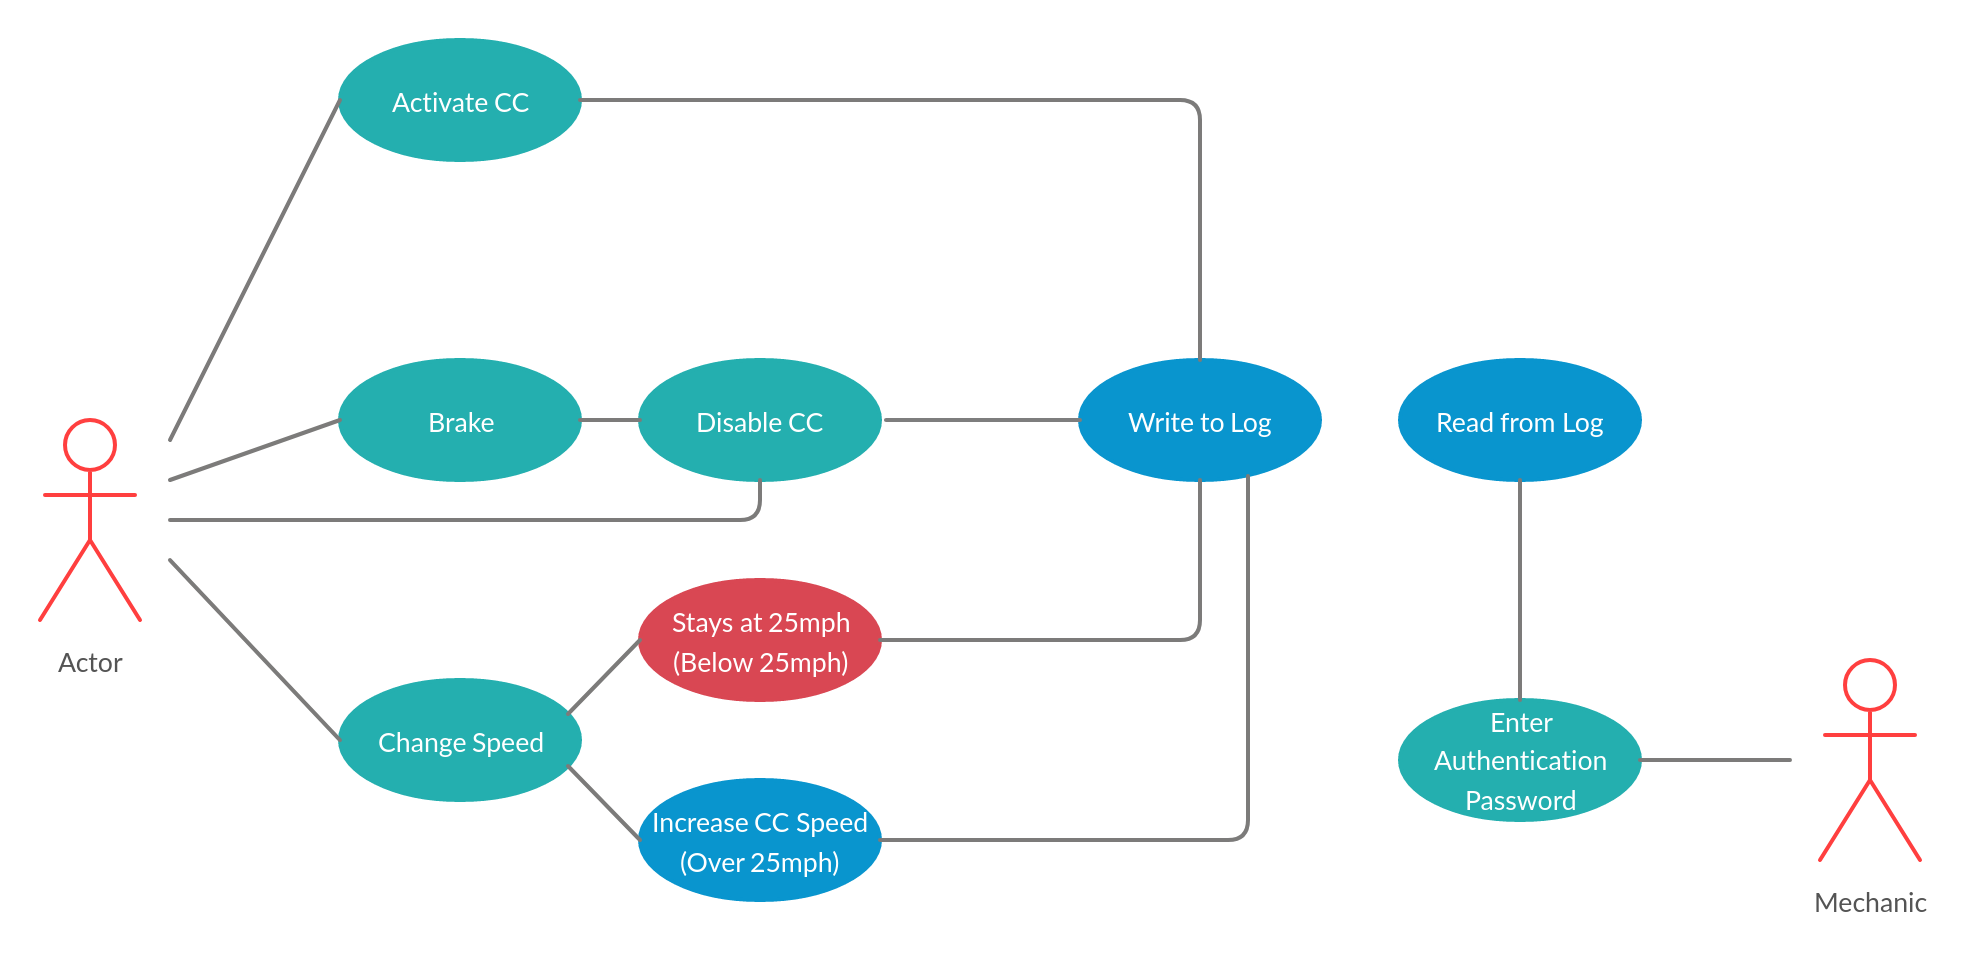 Activate CC
Brake
Disable CC
Write to Log
Read from Log
Actor
Stays at 25mph
(Below 25mph)
Change Speed
Increase CC Speed
(Over 25mph)
Enter
Authentication
Password
Mechanic